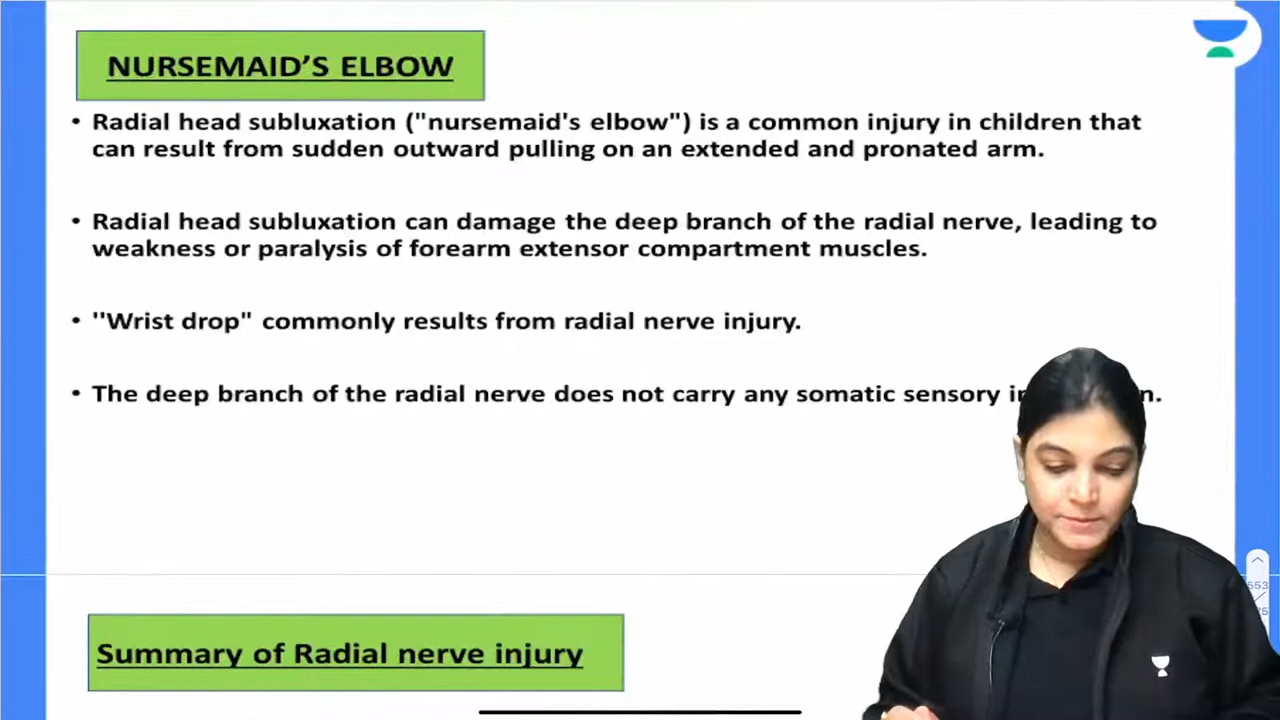 NURSEMAID'S ELBOW
• Radial head subluxation ("nursemaid's elbow") is a common injury in children that
can result from sudden outward pulling on an extended and pronated arm.
• Radial head subluxation can damage the deep branch of the radial nerve, leading to
weakness or paralysis of forearm extensor compartment muscles.
• ''Wrist drop" commonly results from radial nerve injury.
• The deep branch of the radial nerve does not carry any somatic sensory
553
Summary of Radial nerve injury